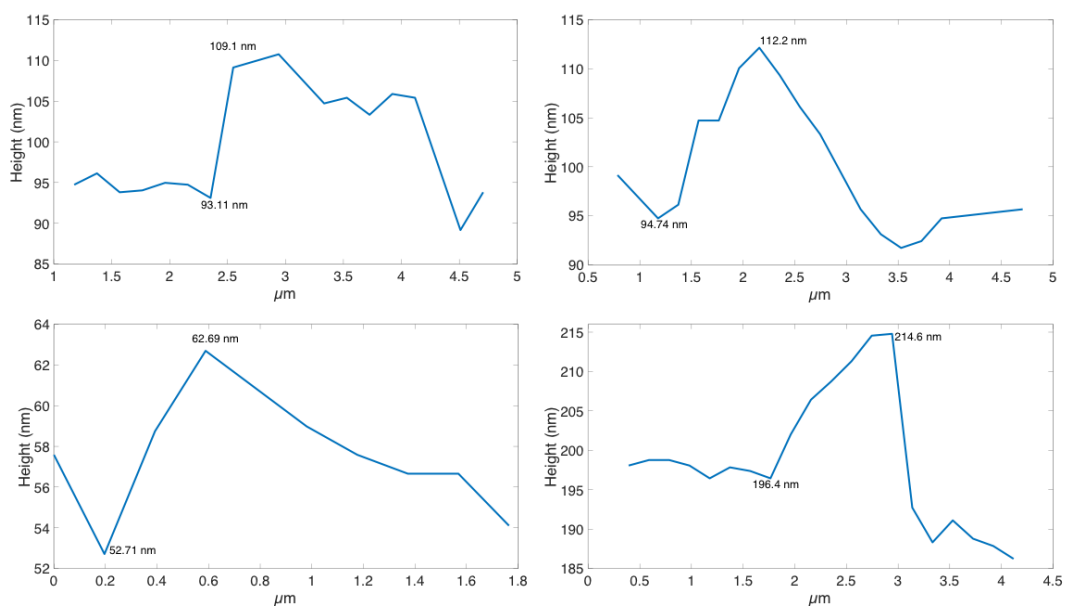 115
110
105
100
95
90
85
Height (nm)
109.1 nm
93.11 nm
1 1.5 2 2.5 3 3.5 4 4.5 5
µm
115
110
105
100
95
90
Height (nm)
112.2 nm
94.74 nm
0.5 1 1.5 2 2.5 3 3.5 4 4.5 5
µm
64
62
60
58
56
54
52
Height (nm)
62.69 nm
52.71 nm
0 0.2 0.4 0.6 0.8 1 1.2 1.4 1.6 1.8
µm
215
210
205
200
195
190
185
Height (nm)
214.6 nm
196.4 nm
0 0.5 1 1.5 2 2.5 3 3.5 4 4.5
µm